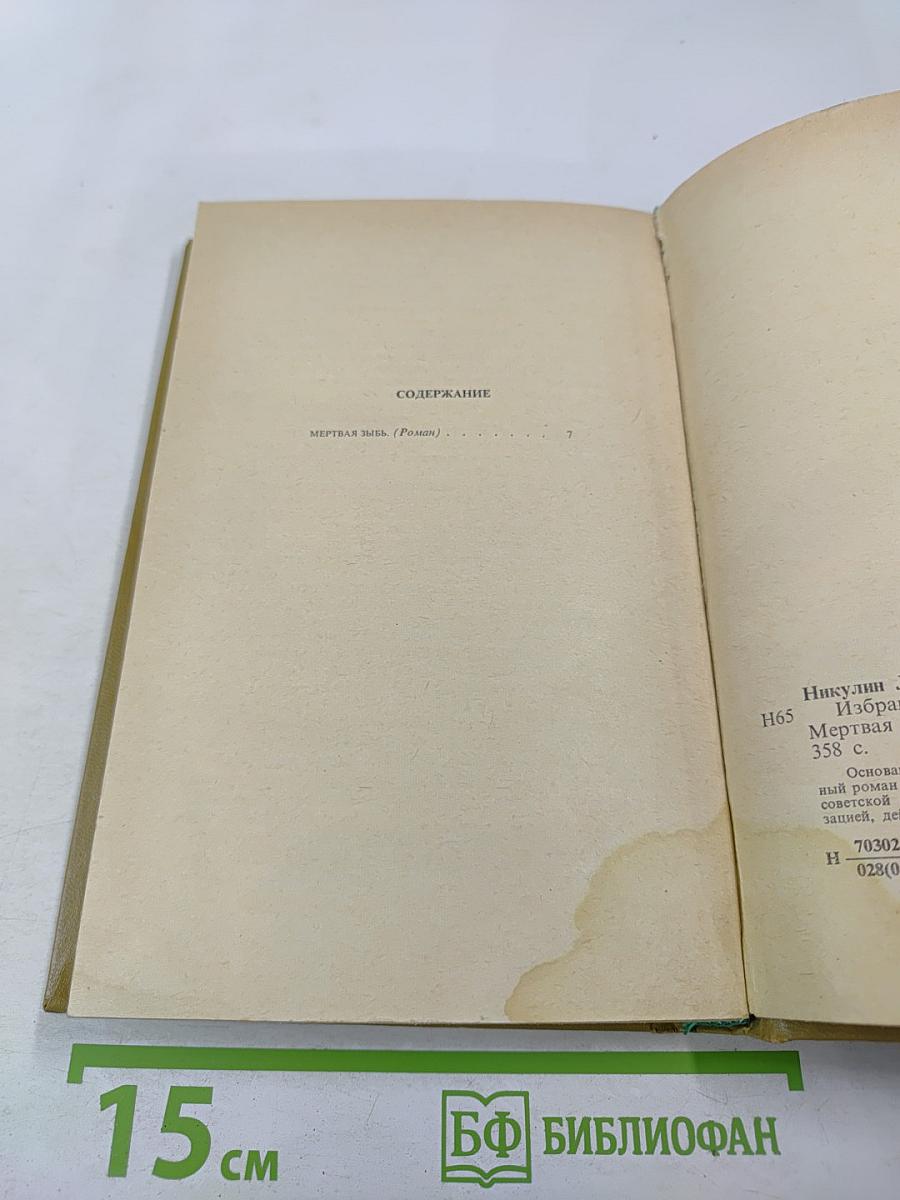 СОДЕРЖАНИЕ
МЕРТВАЯ ЗЫБЬ. (Роман) . . . . . . . 7
Никулин
Н65
Избра
Мертвая
358 с.
Основа
ный роман
советской
зацией, де
Н 70302
028(0
15 см
БФ БИБЛИОФАН